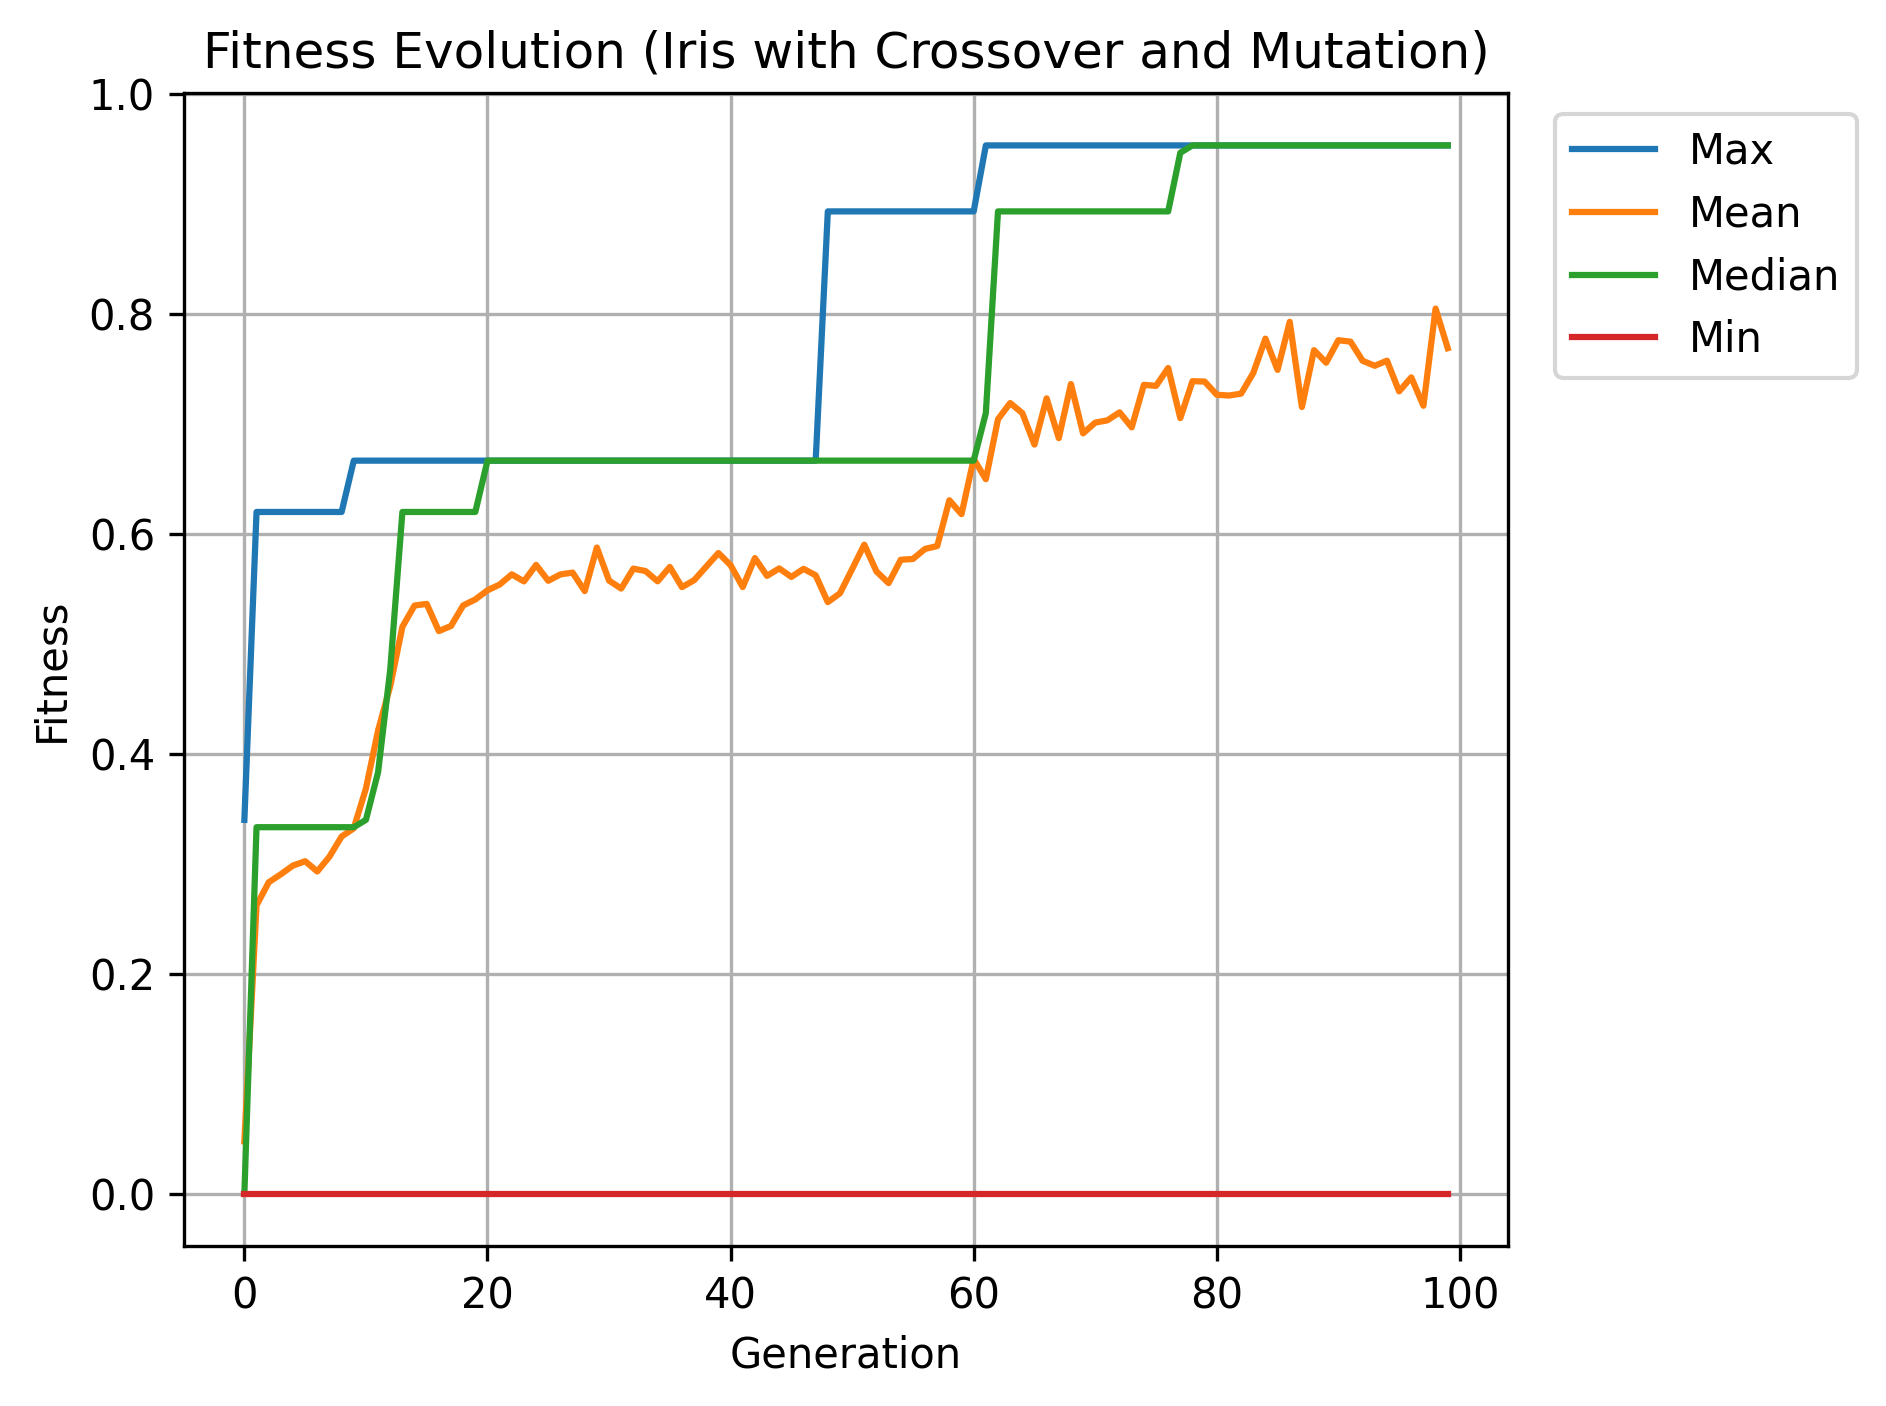 Fitness Evolution (Iris with Crossover and Mutation)
1.0
0.8
0.6
0.4
0.2
0.0
Fitness
0 20 40 60 80 100
Generation
Max
Mean
Median
Min